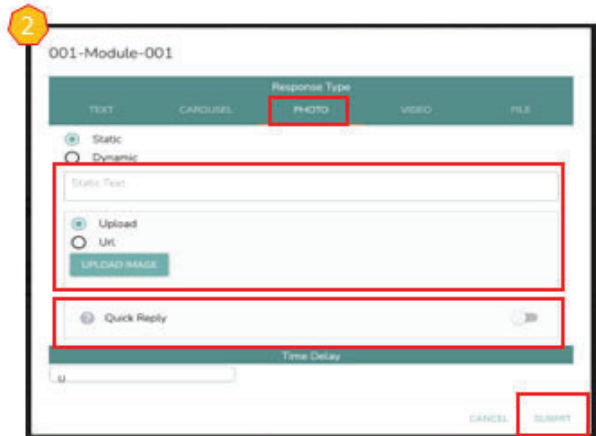 2
001-Module-001
Response Type
TEXT CAROUSEL PHOTO VIDEO FILE
Static
Dynamic
Static Text
Upload
Url
UPLOAD IMAGE
Quick Reply
Time Delay
CANCEL SUBMIT